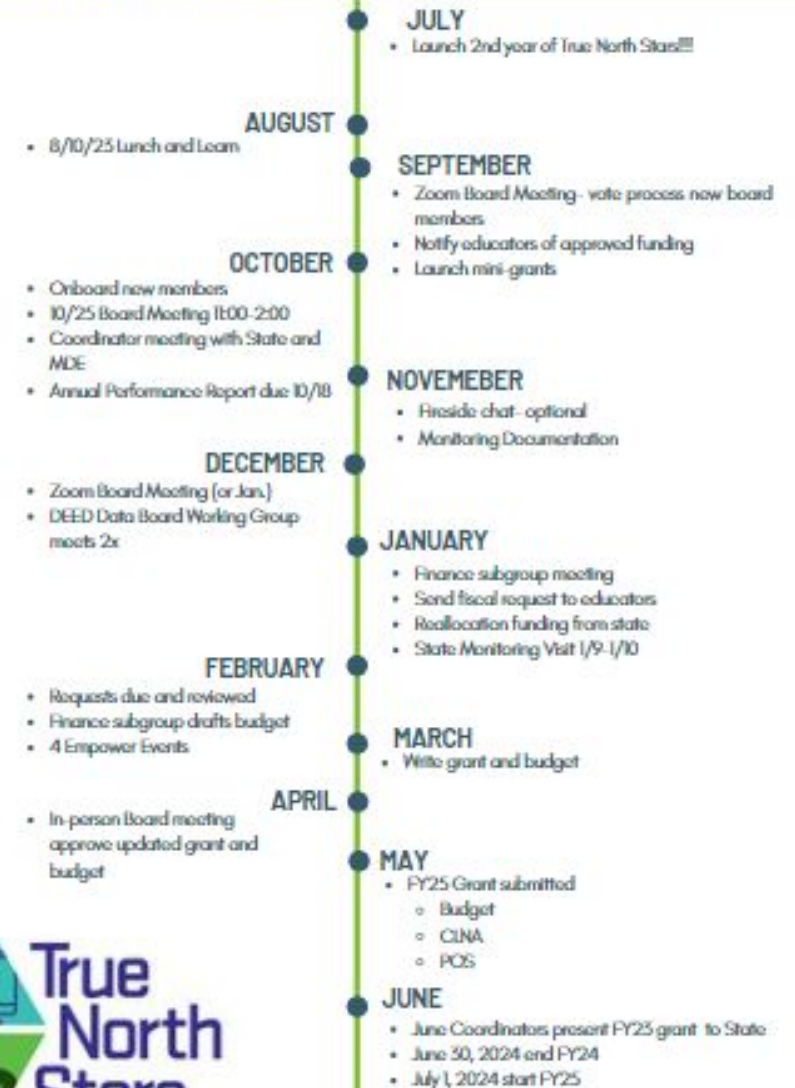 JULY
• Launch 2nd year of True North Stars!!!!
AUGUST
• 8/10/23 Lunch and Learn
SEPTEMBER
• Zoom Board Meeting- vote process new board
members
• Notify educators of approved funding
• Launch mini-grants
OCTOBER
• Onboard new members
• 10/25 Board Meeting 11:00-2:00
• Coordinator meeting with State and
MDE
• Annual Performance Report due 10/18
NOVEMEBER
• Fireside chat- optional
• Monitoring Documentation
DECEMBER
• Zoom Board Meeting (or Jan.)
• DEED Data Board Working Group
meets 2x
JANUARY
• Finance subgroup meeting
• Send fiscal request to educators
• Reallocation funding from state
• State Monitoring Visit 1/9-1/10
FEBRUARY
• Requests due and reviewed
• Finance subgroup drafts budget
• 4 Empower Events
MARCH
• Write grant and budget
APRIL
• In-person Board meeting
approve updated grant and
budget
MAY
• FY25 Grant submitted
○ Budget
○ CLNA
○ POS
JUNE
• June Coordinators present FY25 grant to State
• June 30, 2024 end FY24
• July 1, 2024 start FY25
True
North
Stars